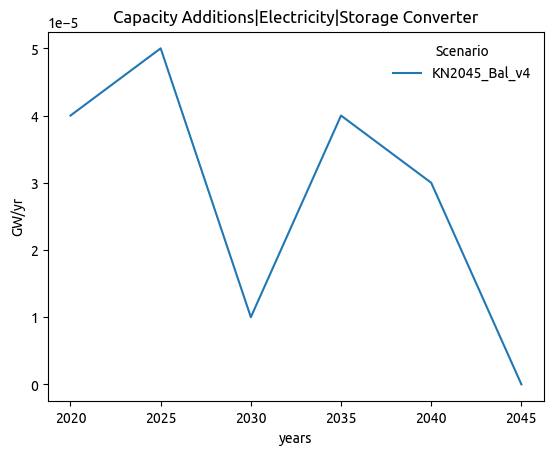 Capacity Additions|Electricity|Storage Converter
1e−5
Scenario
KN2045_Bal_v4
5
4
3
2
1
0
GW/yr
2020 2025 2030 2035 2040 2045
years